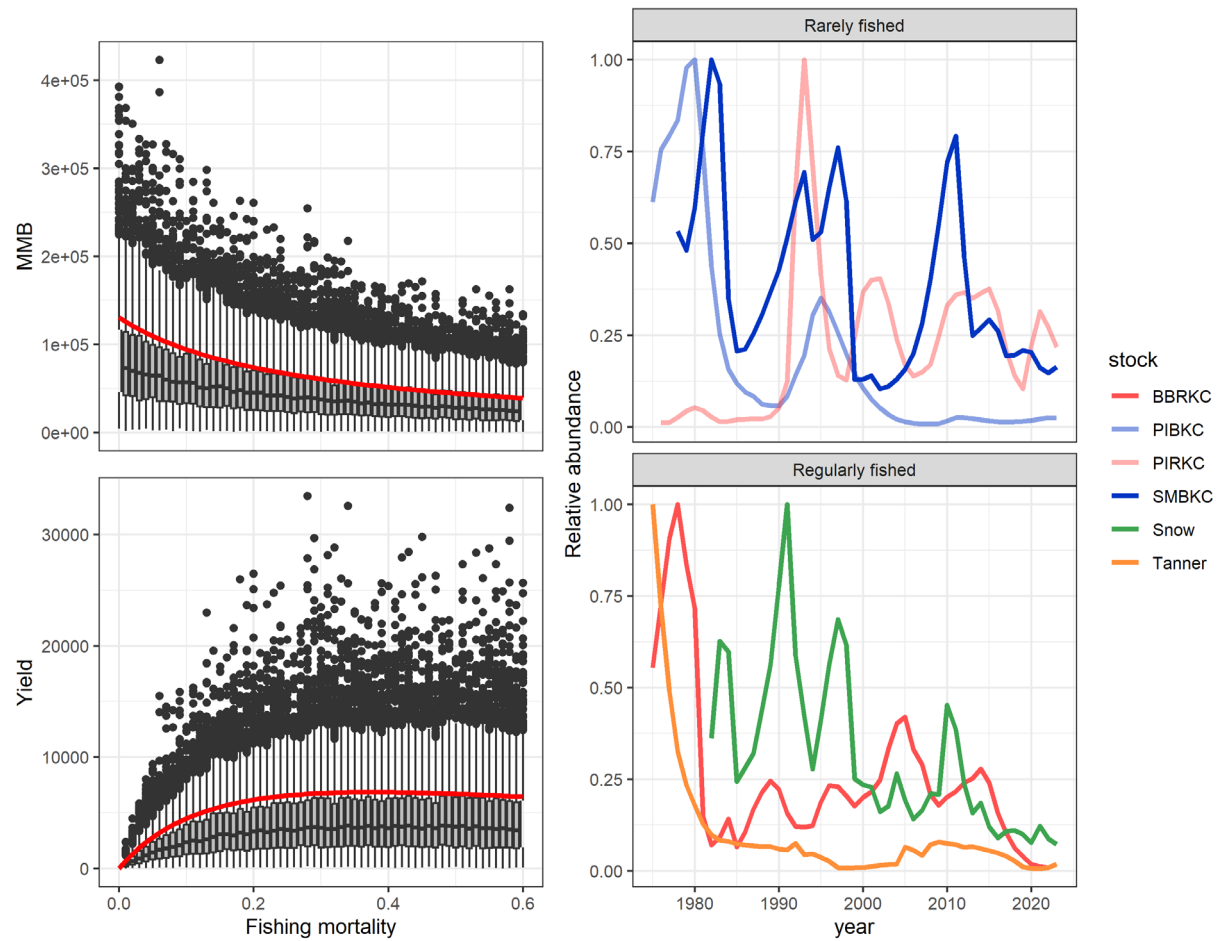 MMB
4e+05
3e+05
2e+05
1e+05
0e+00
Yield
30000
20000
10000
0
0.0
0.2
0.4
0.6
Fishing mortality
Relative abundance
Rarely fished
1.00
0.75
0.50
0.25
0.00
Regularly fished
1.00
0.75
0.50
0.25
0.00
1980
1990
2000
2010
2020
year
stock
BBRKC
PIBKC
PIRKC
SMBKC
Snow
Tanner